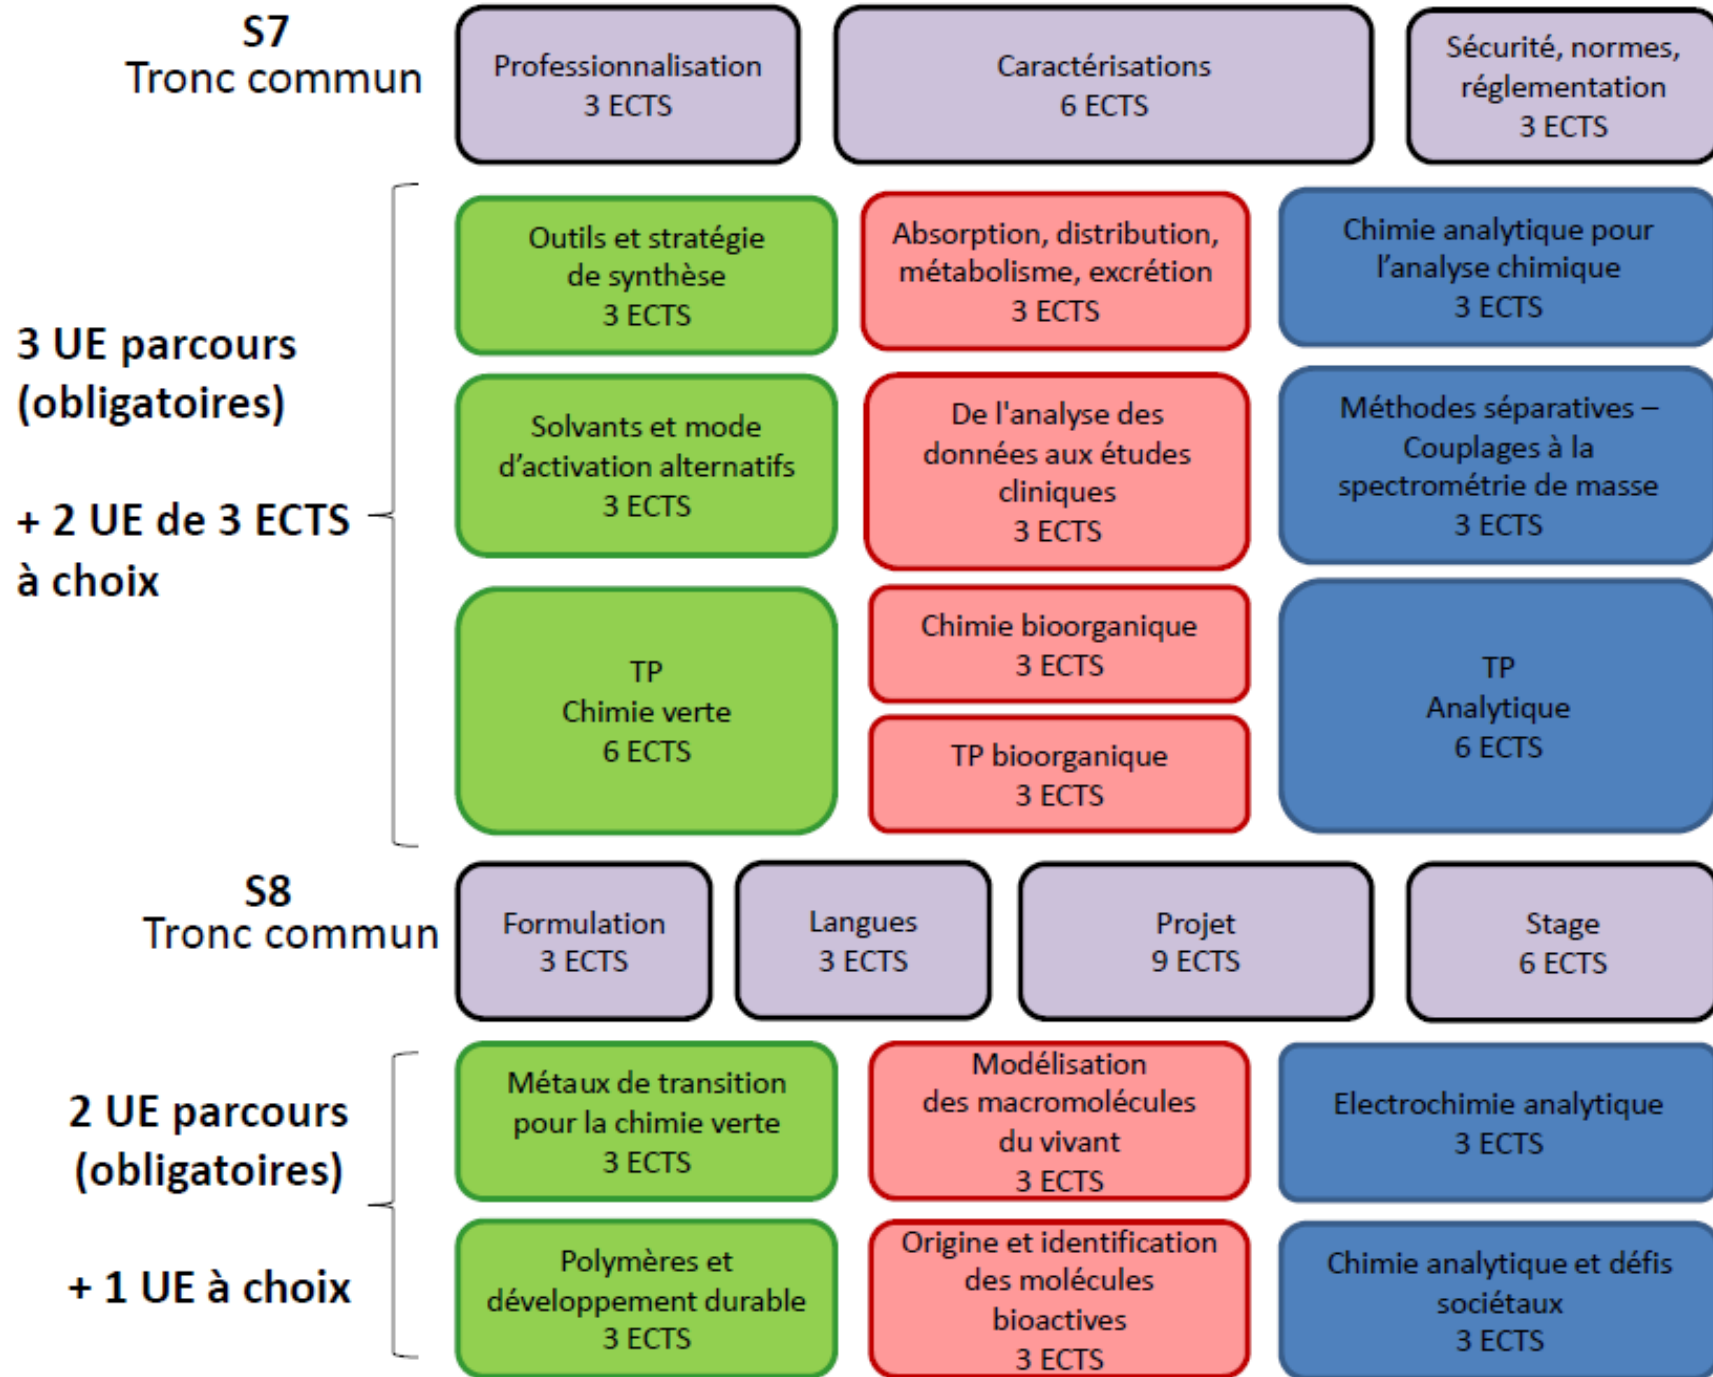 S7
Tronc commun
Professionnalisation
3 ECTS
Caractérisations
6 ECTS
Sécurité, normes,
réglementation
3 ECTS
3 UE parcours
(obligatoires)
+ 2 UE de 3 ECTS
à choix
Outils et stratégie
de synthèse
3 ECTS
Absorption, distribution,
métabolisme, excrétion
3 ECTS
Chimie analytique pour
l’analyse chimique
3 ECTS
Solvants et mode
d’activation alternatifs
3 ECTS
De l'analyse des
données aux études
cliniques
3 ECTS
Méthodes séparatives –
Couplages à la
spectrométrie de masse
3 ECTS
TP
Chimie verte
6 ECTS
Chimie bioorganique
3 ECTS
TP bioorganique
3 ECTS
TP
Analytique
6 ECTS
S8
Tronc commun
Formulation
3 ECTS
Langues
3 ECTS
Projet
9 ECTS
Stage
6 ECTS
2 UE parcours
(obligatoires)
+ 1 UE à choix
Métaux de transition
pour la chimie verte
3 ECTS
Modélisation
des macromolécules
du vivant
3 ECTS
Electrochimie analytique
3 ECTS
Polymères et
développement durable
3 ECTS
Origine et identification
des molécules
bioactives
3 ECTS
Chimie analytique et défis
sociétaux
3 ECTS